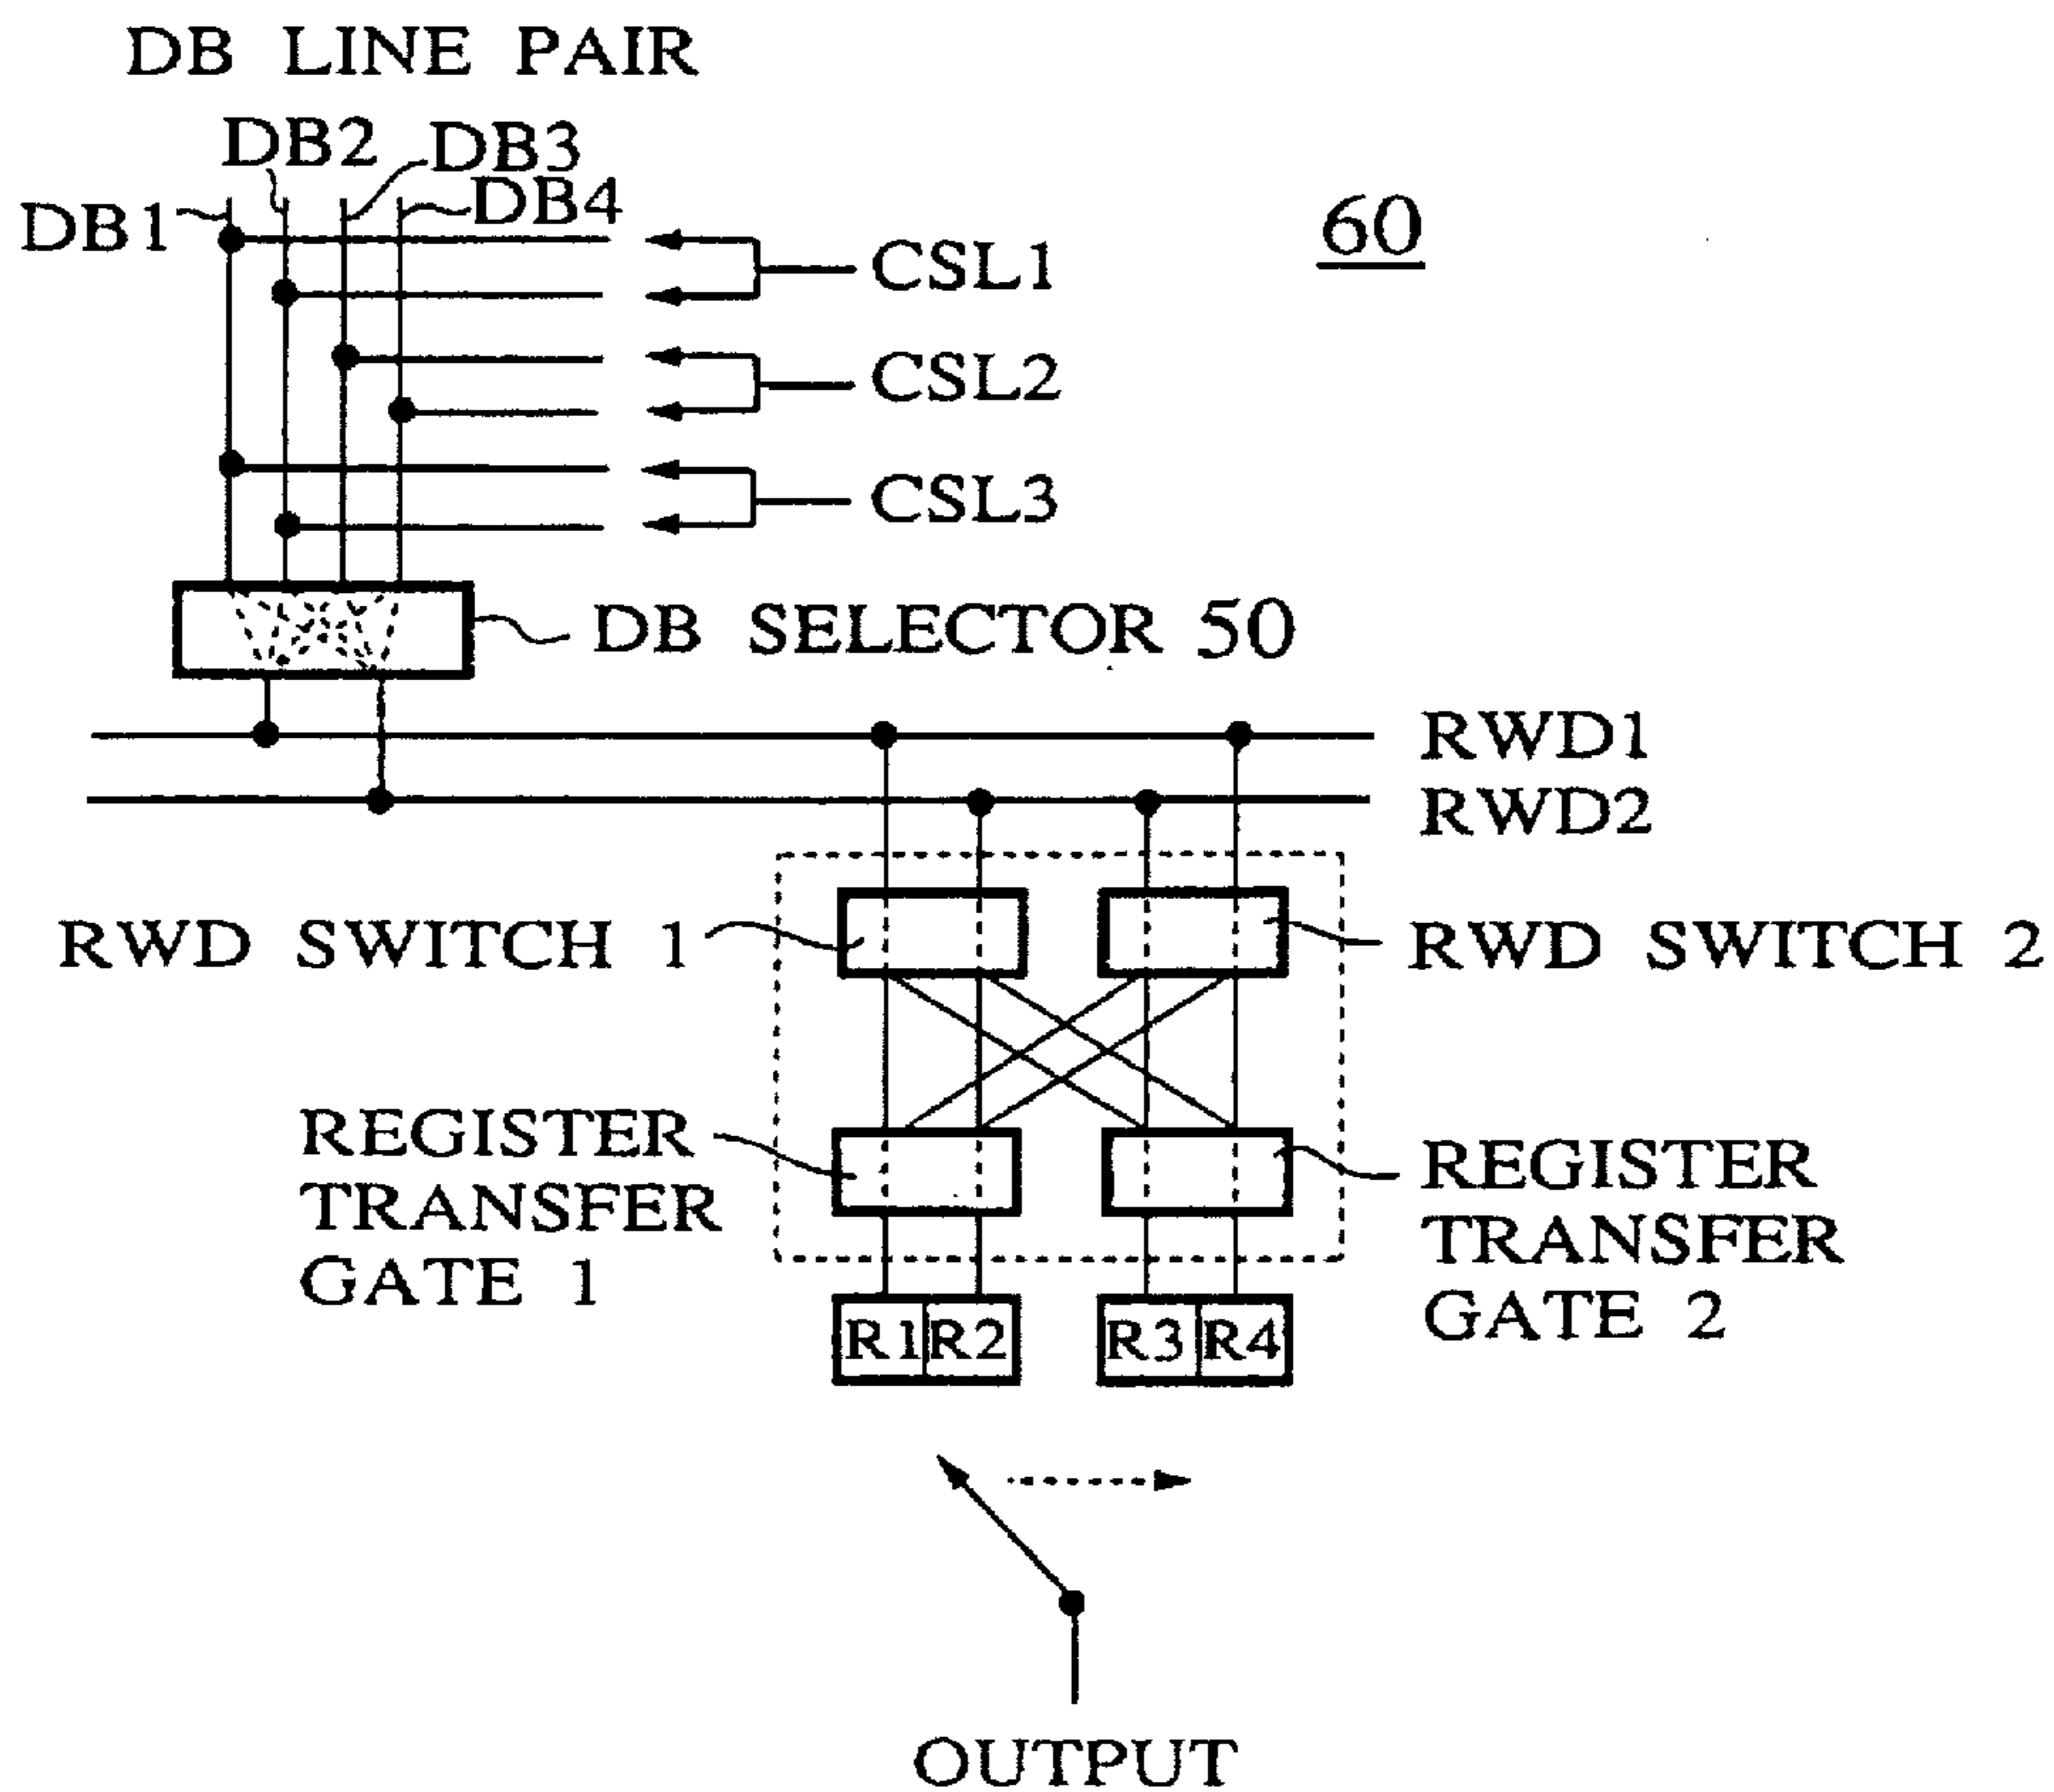 DB LINE PAIR
DB2
DB3
DB1
DB4
60
CSL1
CSL2
CSL3
DB SELECTOR 50
RWD1
RWD2
RWD SWITCH 1
RWD SWITCH 2
REGISTER
TRANSFER
GATE 1
REGISTER
TRANSFER
GATE 2
R1 R2 R3 R4
OUTPUT